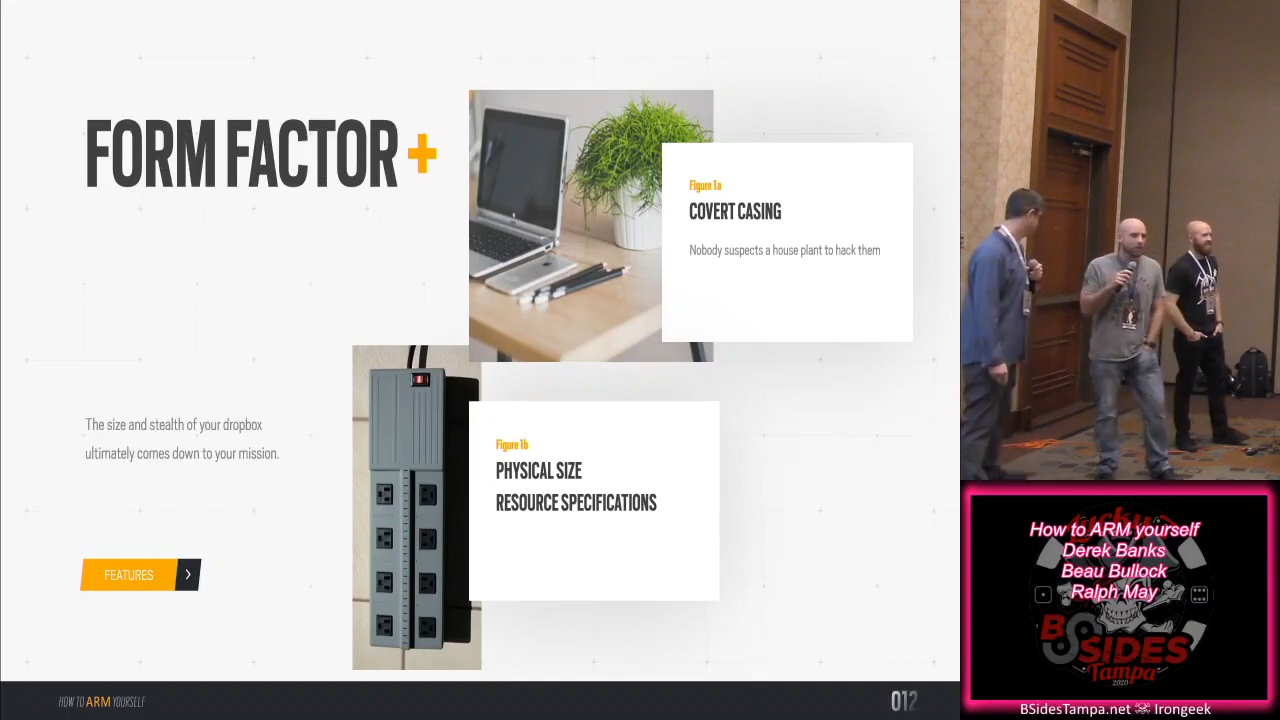 FORM FACTOR +
Figure 1a
COVERT CASING
Nobody suspects a house plant to hack them
The size and stealth of your dropbox
ultimately comes down to your mission.
Figure 1b
PHYSICAL SIZE
RESOURCE SPECIFICATIONS
FEATURES >
HOW TO ARM YOURSELF
012
How to ARM yourself
Derek Banks
Beau Bullock
Ralph May
BSIDES
Tampa
2020
BSidesTampa.net Irongeek